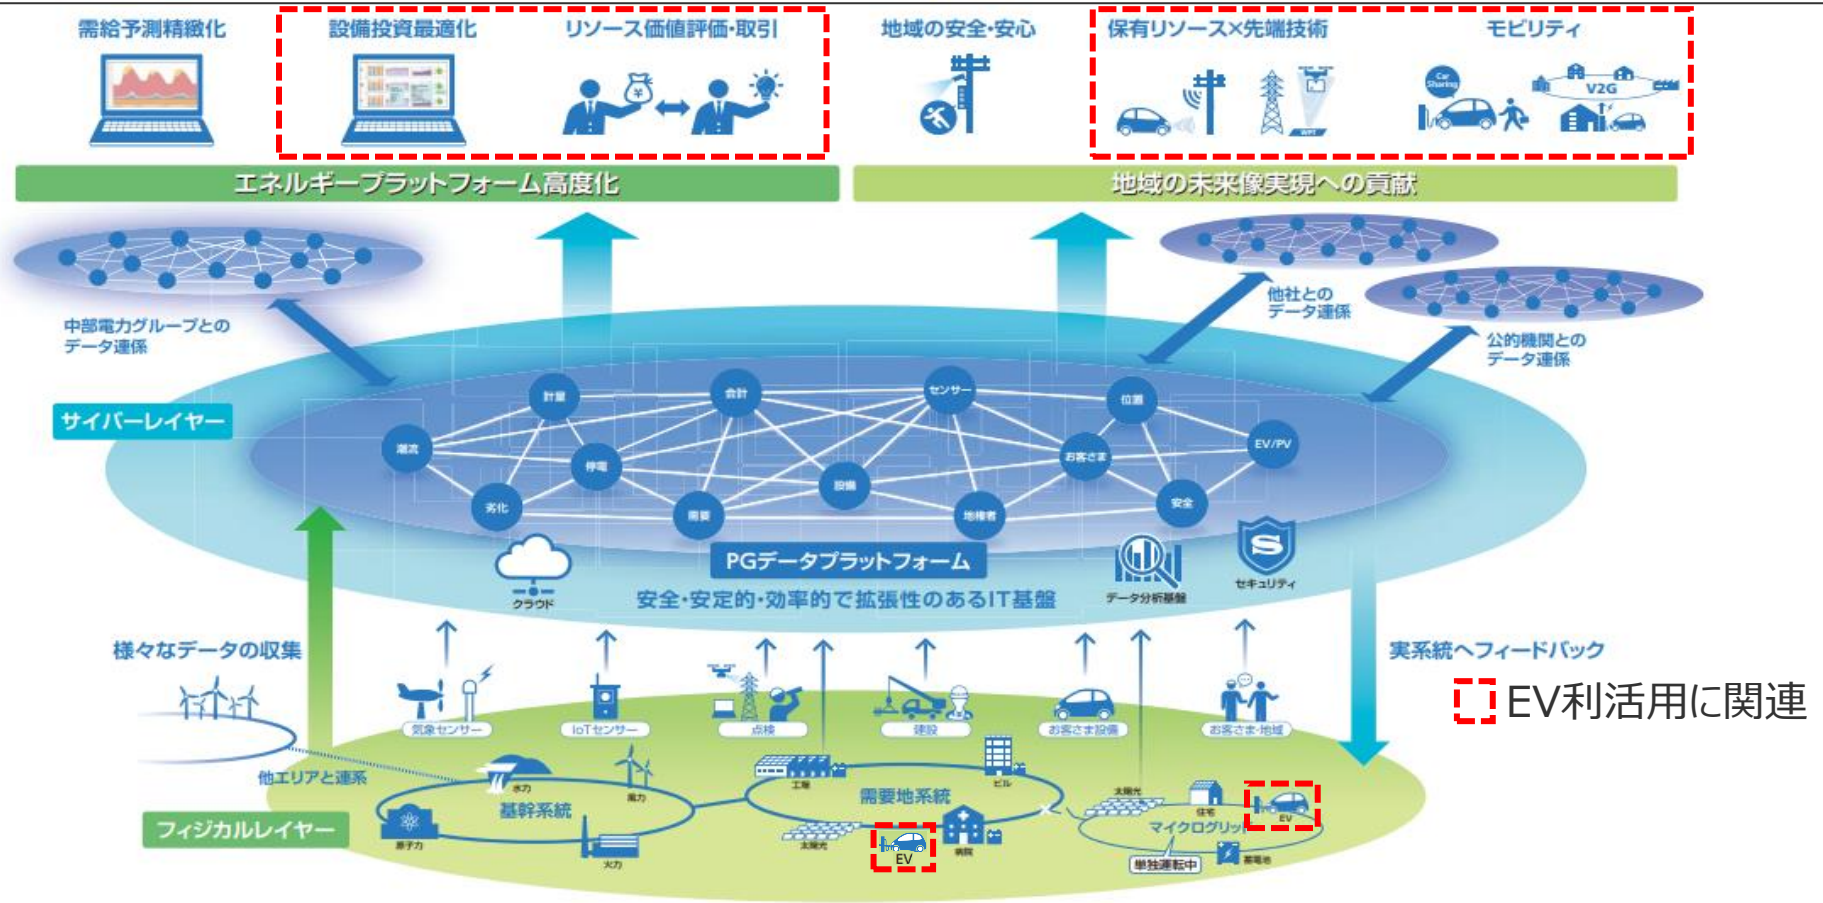 需給予測精緻化
設備投資最適化
リソース価値評価・取引
地域の安全・安心
保有リソース×先端技術
モビリティ
¥
Car
Sharing
V2G
WPT
エネルギープラットフォーム高度化
地域の未来像実現への貢献
中部電力グループとの
データ連係
他社との
データ連係
公的機関との
データ連係
サイバーレイヤー
計量
会計
センサー
位置
潮流
停電
お客さま
EV/PV
劣化
需要
設備
地権者
安全
PGデータプラットフォーム
安全・安定的・効率的で拡張性のあるIT基盤
クラウド
データ分析基盤
S
セキュリティ
様々なデータの収集
実系統へフィードバック
EV利活用に関連
気象センサー
IoTセンサー
点検
建設
お客さま設備
お客さま・地域
他エリアと連系
フィジカルレイヤー
水力
風力
基幹系統
原子力
火力
工場
ビル
需要地系統
太陽光
EV
病院
太陽光
住宅
EV
マイクログリッド
単独運転中
蓄電池